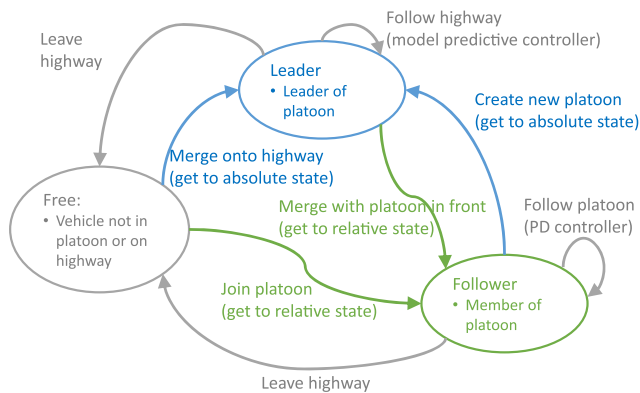 Follow highway
(model predictive controller)
Leave
highway
Leader
• Leader of
platoon
Create new platoon
(get to absolute state)
Merge onto highway
(get to absolute state)
Free:
• Vehicle not in
platoon or on
highway
Merge with platoon in front
(get to relative state)
Follow platoon
(PD controller)
Join platoon
(get to relative state)
Follower
• Member of
platoon
Leave highway